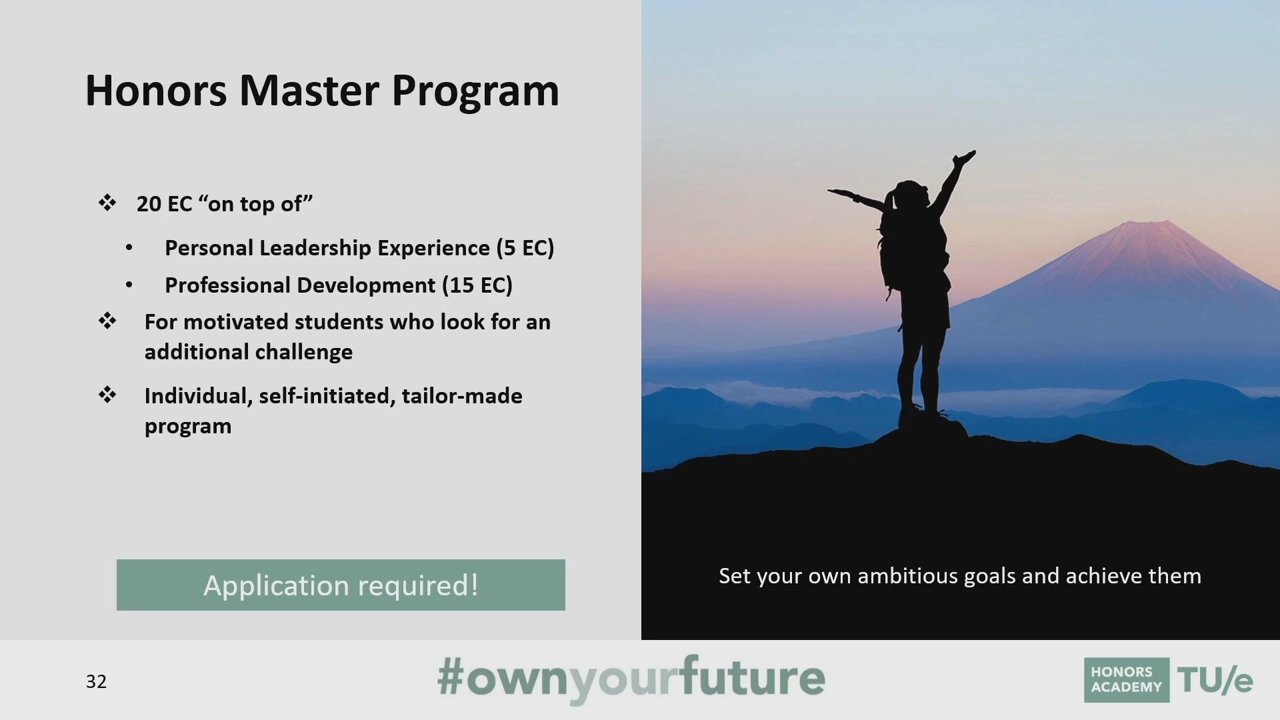 Honors Master Program
❖ 20 EC “on top of”
• Personal Leadership Experience (5 EC)
• Professional Development (15 EC)
❖ For motivated students who look for an
additional challenge
❖ Individual, self-initiated, tailor-made
program
Application required!
Set your own ambitious goals and achieve them
32
#ownyourfuture
HONORS
ACADEMY
TU/e